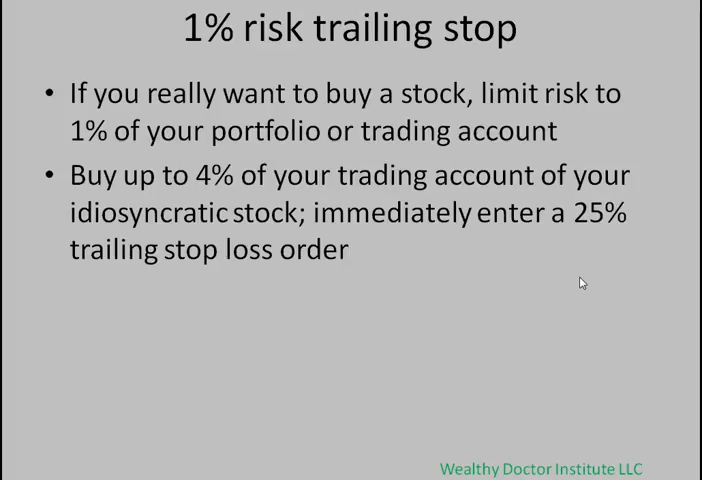 1% risk trailing stop
• If you really want to buy a stock, limit risk to
1% of your portfolio or trading account
• Buy up to 4% of your trading account of your
idiosyncratic stock; immediately enter a 25%
trailing stop loss order
Wealthy Doctor Institute LLC